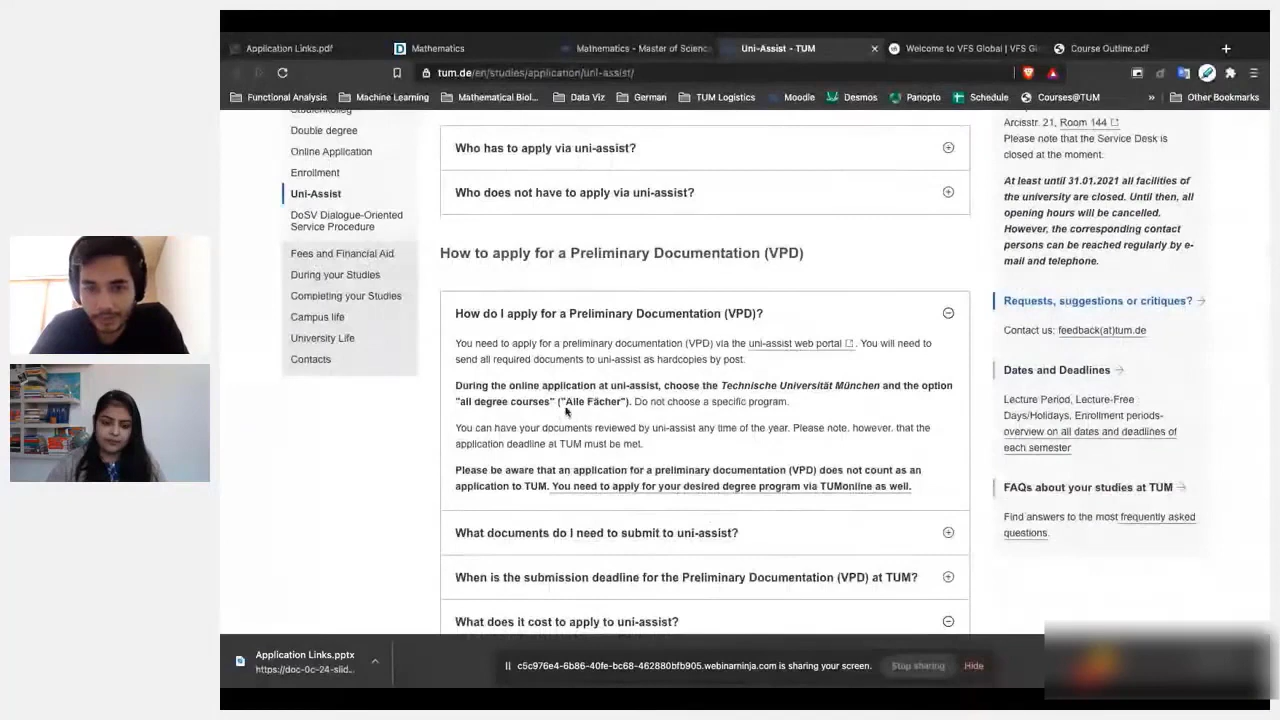 Application Links.pdf
Mathematics
Mathematics - Master of Scienc
Uni-Assist - TUM
Welcome to VFS Global | VFS G
Course Outline.pdf
tum.de/en/studies/application/uni-assist/
Functional Analysis
Machine Learning
Mathematical Biol...
Data Viz
German
TUM Logistics
Moodle
Desmos
Panopto
Schedule
Courses@TUM
»
Other Bookmarks
Studienkolleg
Double degree
Online Application
Enrollment
Uni-Assist
DoSV Dialogue-Oriented
Service Procedure
Fees and Financial Aid
During your Studies
Completing your Studies
Campus life
University Life
Contacts
Who has to apply via uni-assist?
Who does not have to apply via uni-assist?
How to apply for a Preliminary Documentation (VPD)
How do I apply for a Preliminary Documentation (VPD)?
You need to apply for a preliminary documentation (VPD) via the uni-assist web portal . You will need to
send all required documents to uni-assist as hardcopies by post.
During the online application at uni-assist, choose the Technische Universität München and the option
"all degree courses" ("Alle Fächer"). Do not choose a specific program.
You can have your documents reviewed by uni-assist any time of the year. Please note, however, that the
application deadline at TUM must be met.
Please be aware that an application for a preliminary documentation (VPD) does not count as an
application to TUM. You need to apply for your desired degree program via TUMonline as well.
What documents do I need to submit to uni-assist?
When is the submission deadline for the Preliminary Documentation (VPD) at TUM?
What does it cost to apply to uni-assist?
Arcisstr. 21, Room 144
Please note that the Service Desk is
closed at the moment.
At least until 31.01.2021 all facilities of
the university are closed. Until then, all
opening hours will be cancelled.
However, the corresponding contact
persons can be reached regularly by e-
mail and telephone.
Requests, suggestions or critiques?
Contact us: feedback(at)tum.de
Dates and Deadlines
Lecture Period, Lecture-Free
Days/Holidays, Enrollment periods-
overview on all dates and deadlines of
each semester
FAQs about your studies at TUM
Find answers to the most frequently asked
questions.
Application Links.pptx
https://doc-0c-24-slid...
c5c976e4-6b86-40fe-bc68-462880bfb905.webinarninja.com is sharing your screen.
Stop sharing
Hide